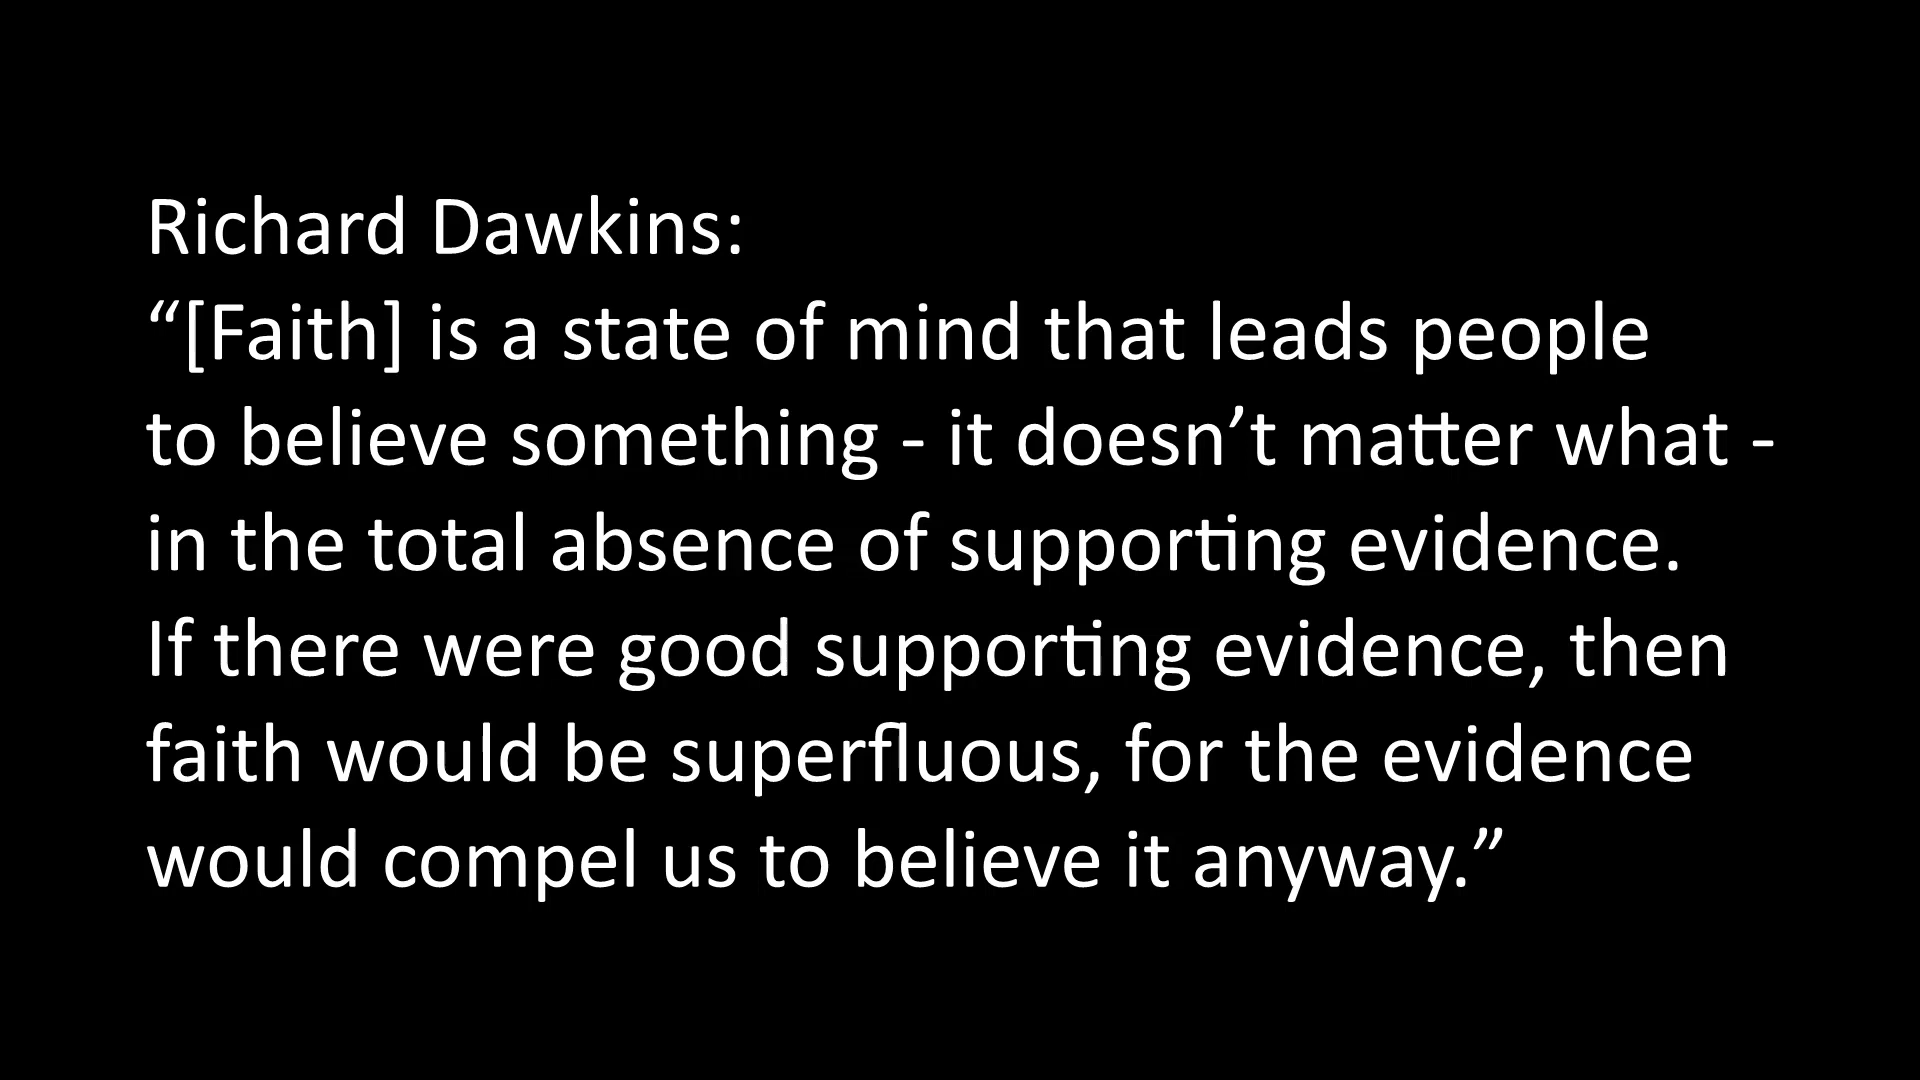 Richard Dawkins:
“[Faith] is a state of mind that leads people
to believe something - it doesn’t matter what -
in the total absence of supporting evidence.
If there were good supporting evidence, then
faith would be superfluous, for the evidence
would compel us to believe it anyway.”